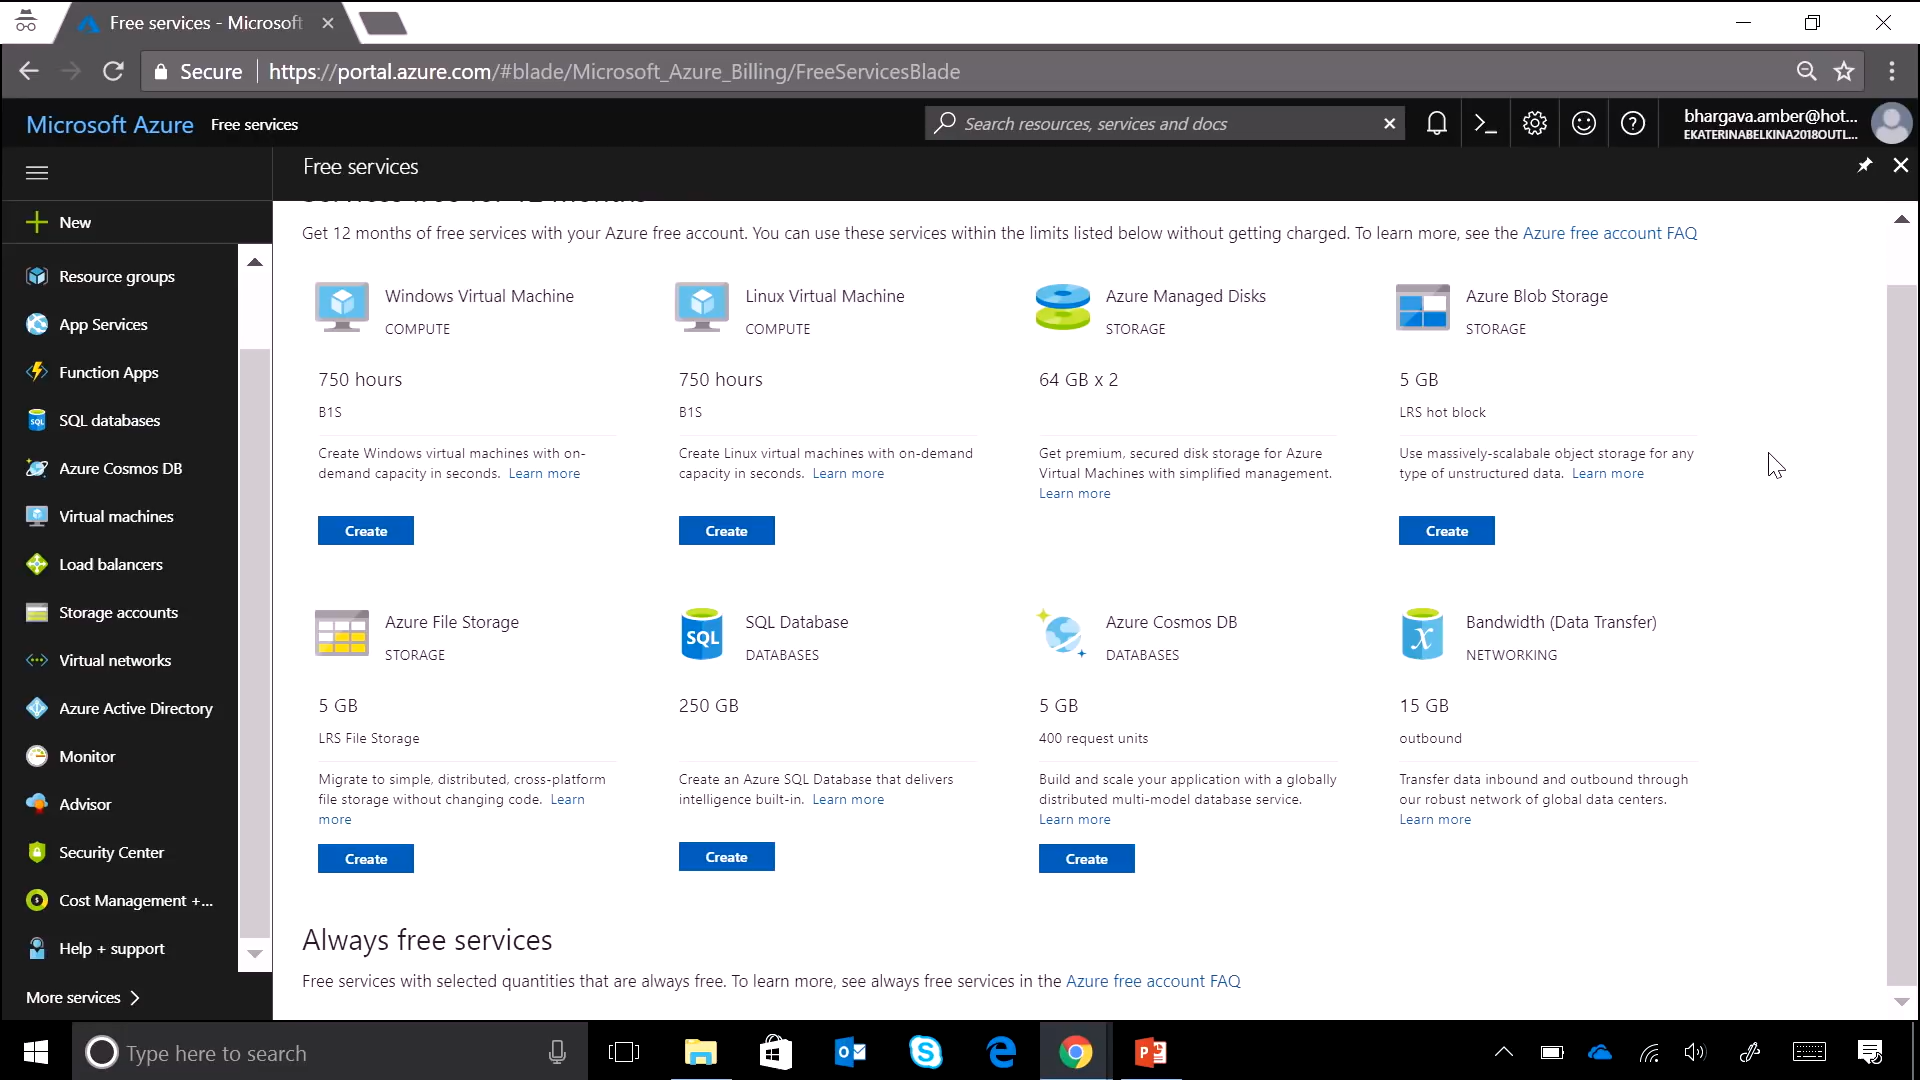 Free services - Microsoft
Secure
https://portal.azure.com/#blade/Microsoft_Azure_Billing/FreeServicesBlade
Microsoft Azure
Free services
Search resources, services and docs
bhargava.amber@hot...
EKATERINABELKINA2018OUTL...
Free services
New
Resource groups
App Services
Function Apps
SQL databases
Azure Cosmos DB
Virtual machines
Load balancers
Storage accounts
Virtual networks
Azure Active Directory
Monitor
Advisor
Security Center
Cost Management +...
Help + support
More services
Services free for 12 months
Get 12 months of free services with your Azure free account. You can use these services within the limits listed below without getting charged. To learn more, see the Azure free account FAQ
Windows Virtual Machine
COMPUTE
750 hours
B1S
Create Windows virtual machines with on-
demand capacity in seconds. Learn more
Create
Linux Virtual Machine
COMPUTE
750 hours
B1S
Create Linux virtual machines with on-demand
capacity in seconds. Learn more
Create
Azure Managed Disks
STORAGE
64 GB x 2
Get premium, secured disk storage for Azure
Virtual Machines with simplified management.
Learn more
Azure Blob Storage
STORAGE
5 GB
LRS hot block
Use massively-scalabale object storage for any
type of unstructured data. Learn more
Create
Azure File Storage
STORAGE
5 GB
LRS File Storage
Migrate to simple, distributed, cross-platform
file storage without changing code. Learn
more
Create
SQL Database
DATABASES
SQL
250 GB
Create an Azure SQL Database that delivers
intelligence built-in. Learn more
Create
Azure Cosmos DB
DATABASES
5 GB
400 request units
Build and scale your application with a globally
distributed multi-model database service.
Learn more
Create
Bandwidth (Data Transfer)
NETWORKING
15 GB
outbound
Transfer data inbound and outbound through
our robust network of global data centers.
Learn more
Always free services
Free services with selected quantities that are always free. To learn more, see always free services in the Azure free account FAQ
Type here to search